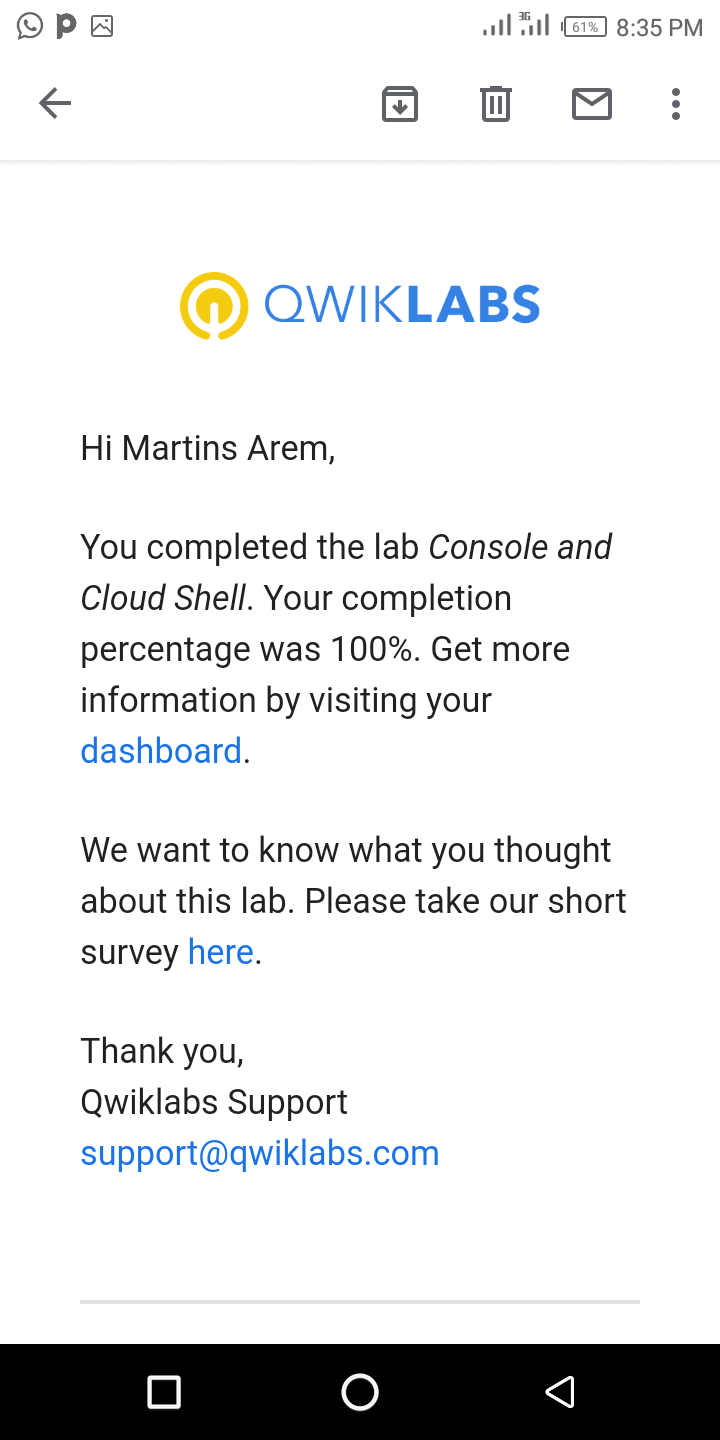 3G 61% 8:35 PM
QWIKLABS
Hi Martins Arem,
You completed the lab Console and
Cloud Shell. Your completion
percentage was 100%. Get more
information by visiting your
dashboard.
We want to know what you thought
about this lab. Please take our short
survey here.
Thank you,
Qwiklabs Support
support@qwiklabs.com